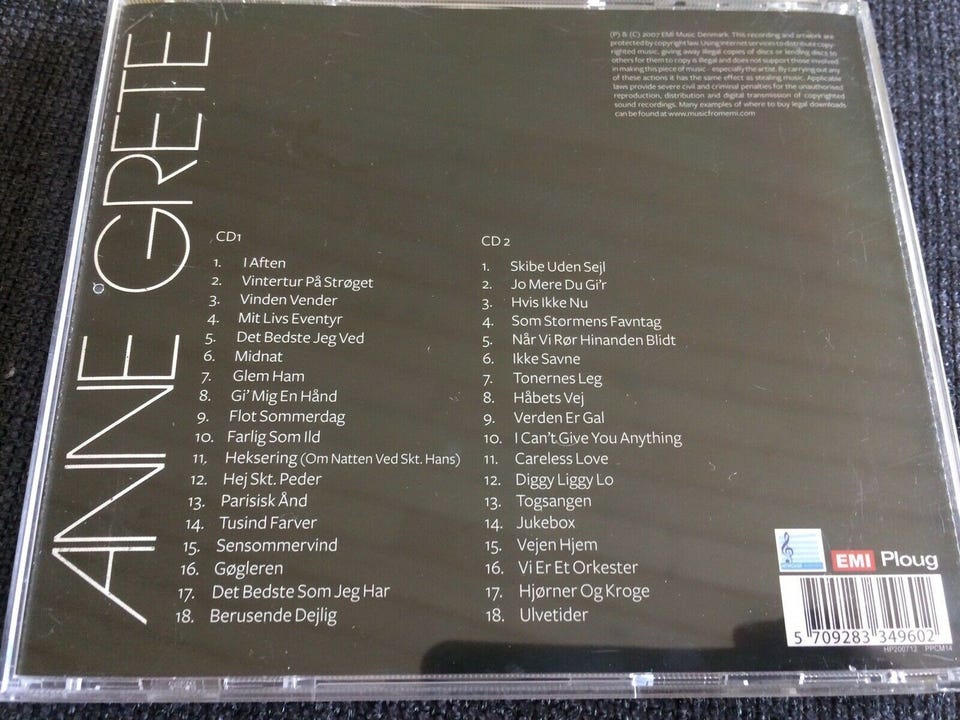 ANNE GRETE
(P) & (C) 2007 EMI Music Denmark. This recording and artwork are
protected by copyright law. Using internet services to distribute copy-
righted music, giving away illegal copies of discs or lending discs to
others for them to copy is illegal and does not support those involved
in making this piece of music - especially the artist. By carrying out any
of these actions it has the same effect as stealing music. Applicable
laws provide severe civil and criminal penalties for the unauthorised
reproduction, distribution and digital transmission of copyrighted
sound recordings. Many examples of where to buy legal downloads
can be found at www.musicfromemi.com
CD1
1. I Aften
2. Vintertur På Strøget
3. Vinden Vender
4. Mit Livs Eventyr
5. Det Bedste Jeg Ved
6. Midnat
7. Glem Ham
8. Gi' Mig En Hånd
9. Flot Sommerdag
10. Farlig Som Ild
11. Heksering (Om Natten Ved Skt. Hans)
12. Hej Skt. Peder
13. Parisisk Ånd
14. Tusind Farver
15. Sensommervind
16. Gøgleren
17. Det Bedste Som Jeg Har
18. Berusende Dejlig
CD 2
1. Skibe Uden Sejl
2. Jo Mere Du Gi'r
3. Hvis Ikke Nu
4. Som Stormens Favntag
5. Når Vi Rør Hinanden Blidt
6. Ikke Savne
7. Tonernes Leg
8. Håbets Vej
9. Verden Er Gal
10. I Can't Give You Anything
11. Careless Love
12. Diggy Liggy Lo
13. Togsangen
14. Jukebox
15. Vejen Hjem
16. Vi Er Et Orkester
17. Hjørner Og Kroge
18. Ulvetider
EMI Ploug
5 709283 349602
HP200712 PPCM14